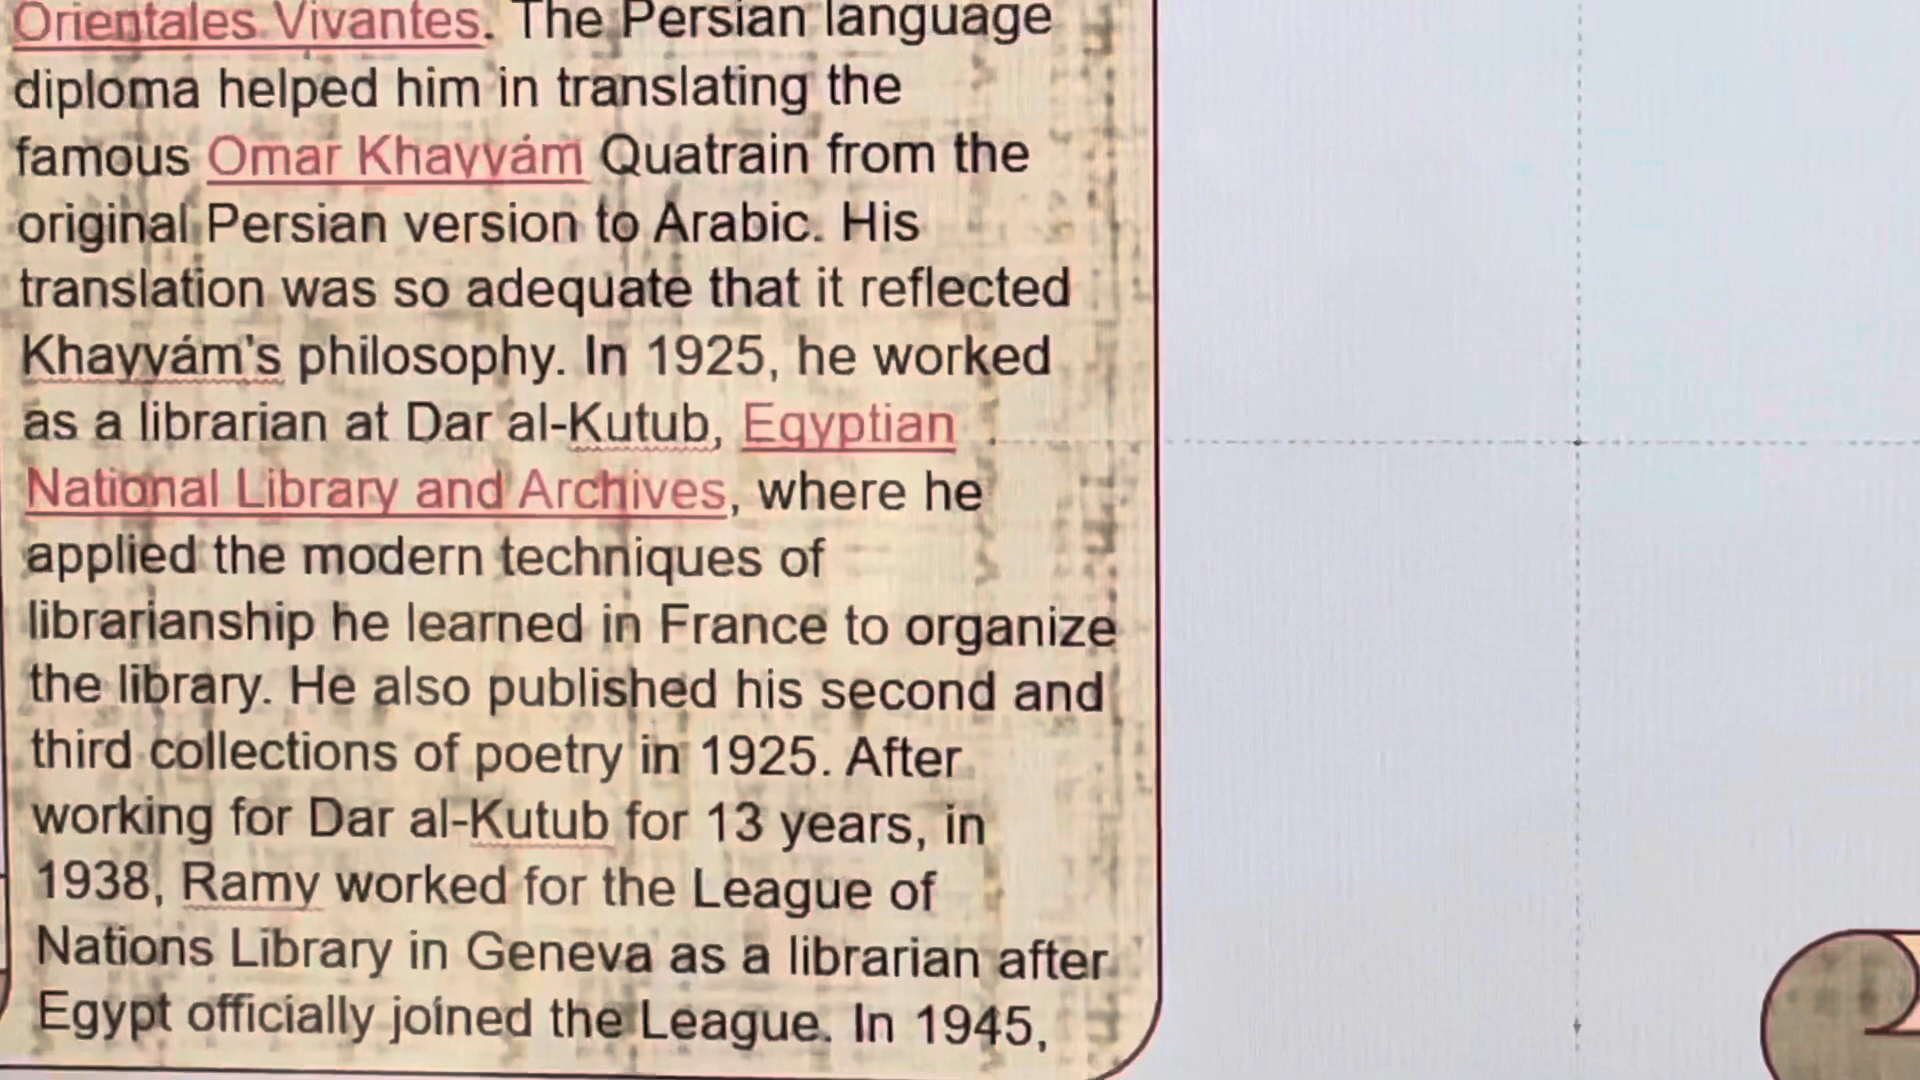 Orientales Vivantes. The Persian language
diploma helped him in translating the
famous Omar Khayyám Quatrain from the
original Persian version to Arabic. His
translation was so adequate that it reflected
Khayyám's philosophy. In 1925, he worked
as a librarian at Dar al-Kutub, Egyptian
National Library and Archives, where he
applied the modern techniques of
librarianship he learned in France to organize
the library. He also published his second and
third collections of poetry in 1925. After
working for Dar al-Kutub for 13 years, in
1938, Ramy worked for the League of
Nations Library in Geneva as a librarian after
Egypt officially joined the League. In 1945,